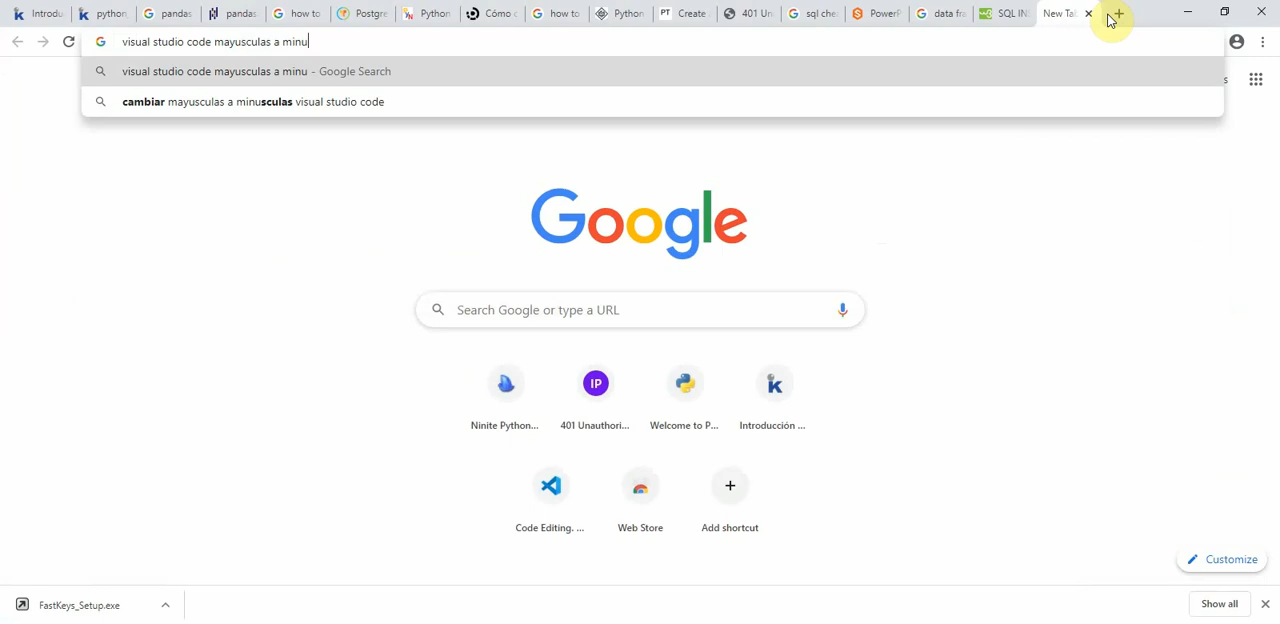 Introdu
python
pandas
pandas
how to
Postgre
Python
Cómo c
how to
Python
PT Create
401 Un
sql che
PowerP
data fra
SQL IN
New Tab
visual studio code mayusculas a minu
visual studio code mayusculas a minu - Google Search
cambiar mayusculas a minusculas visual studio code
s
Google
Search Google or type a URL
IP
Ninite Python...
401 Unauthori...
Welcome to P...
Introducción ...
Code Editing. ...
Web Store
Add shortcut
Customize
FastKeys_Setup.exe
Show all